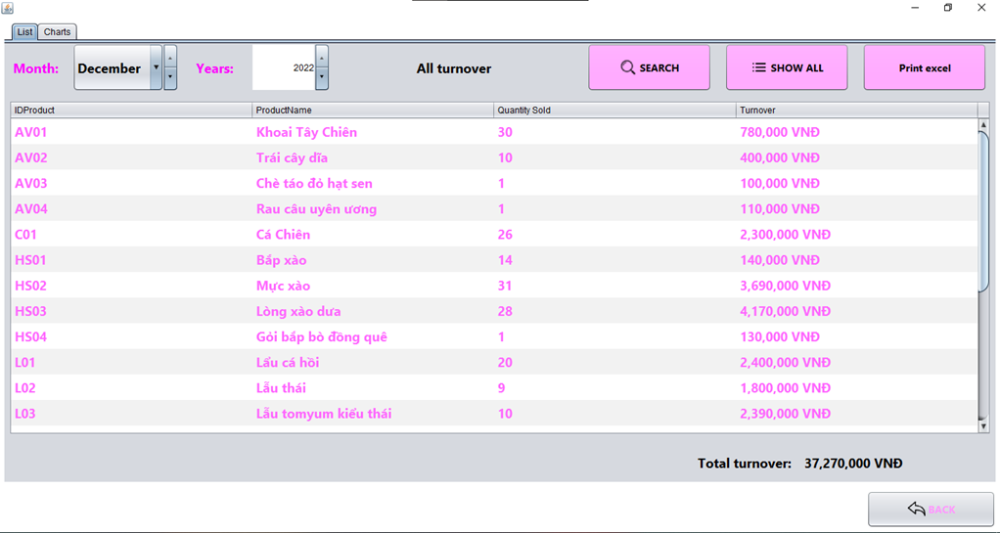 List Charts
Month: December Years: 2022 All turnover SEARCH SHOW ALL Print excel
IDProduct ProductName Quantity Sold Turnover
AV01 Khoai Tây Chiên 30 780,000 VNĐ
AV02 Trái cây dĩa 10 400,000 VNĐ
AV03 Chè táo đỏ hạt sen 1 100,000 VNĐ
AV04 Rau câu uyên ương 1 110,000 VNĐ
C01 Cá Chiên 26 2,300,000 VNĐ
HS01 Bắp xào 14 140,000 VNĐ
HS02 Mực xào 31 3,690,000 VNĐ
HS03 Lòng xào dưa 28 4,170,000 VNĐ
HS04 Gỏi bắp bò đồng quê 1 130,000 VNĐ
L01 Lẩu cá hồi 20 2,400,000 VNĐ
L02 Lẩu thái 9 1,800,000 VNĐ
L03 Lẩu tomyum kiểu thái 10 2,390,000 VNĐ
Total turnover: 37,270,000 VNĐ
BACK